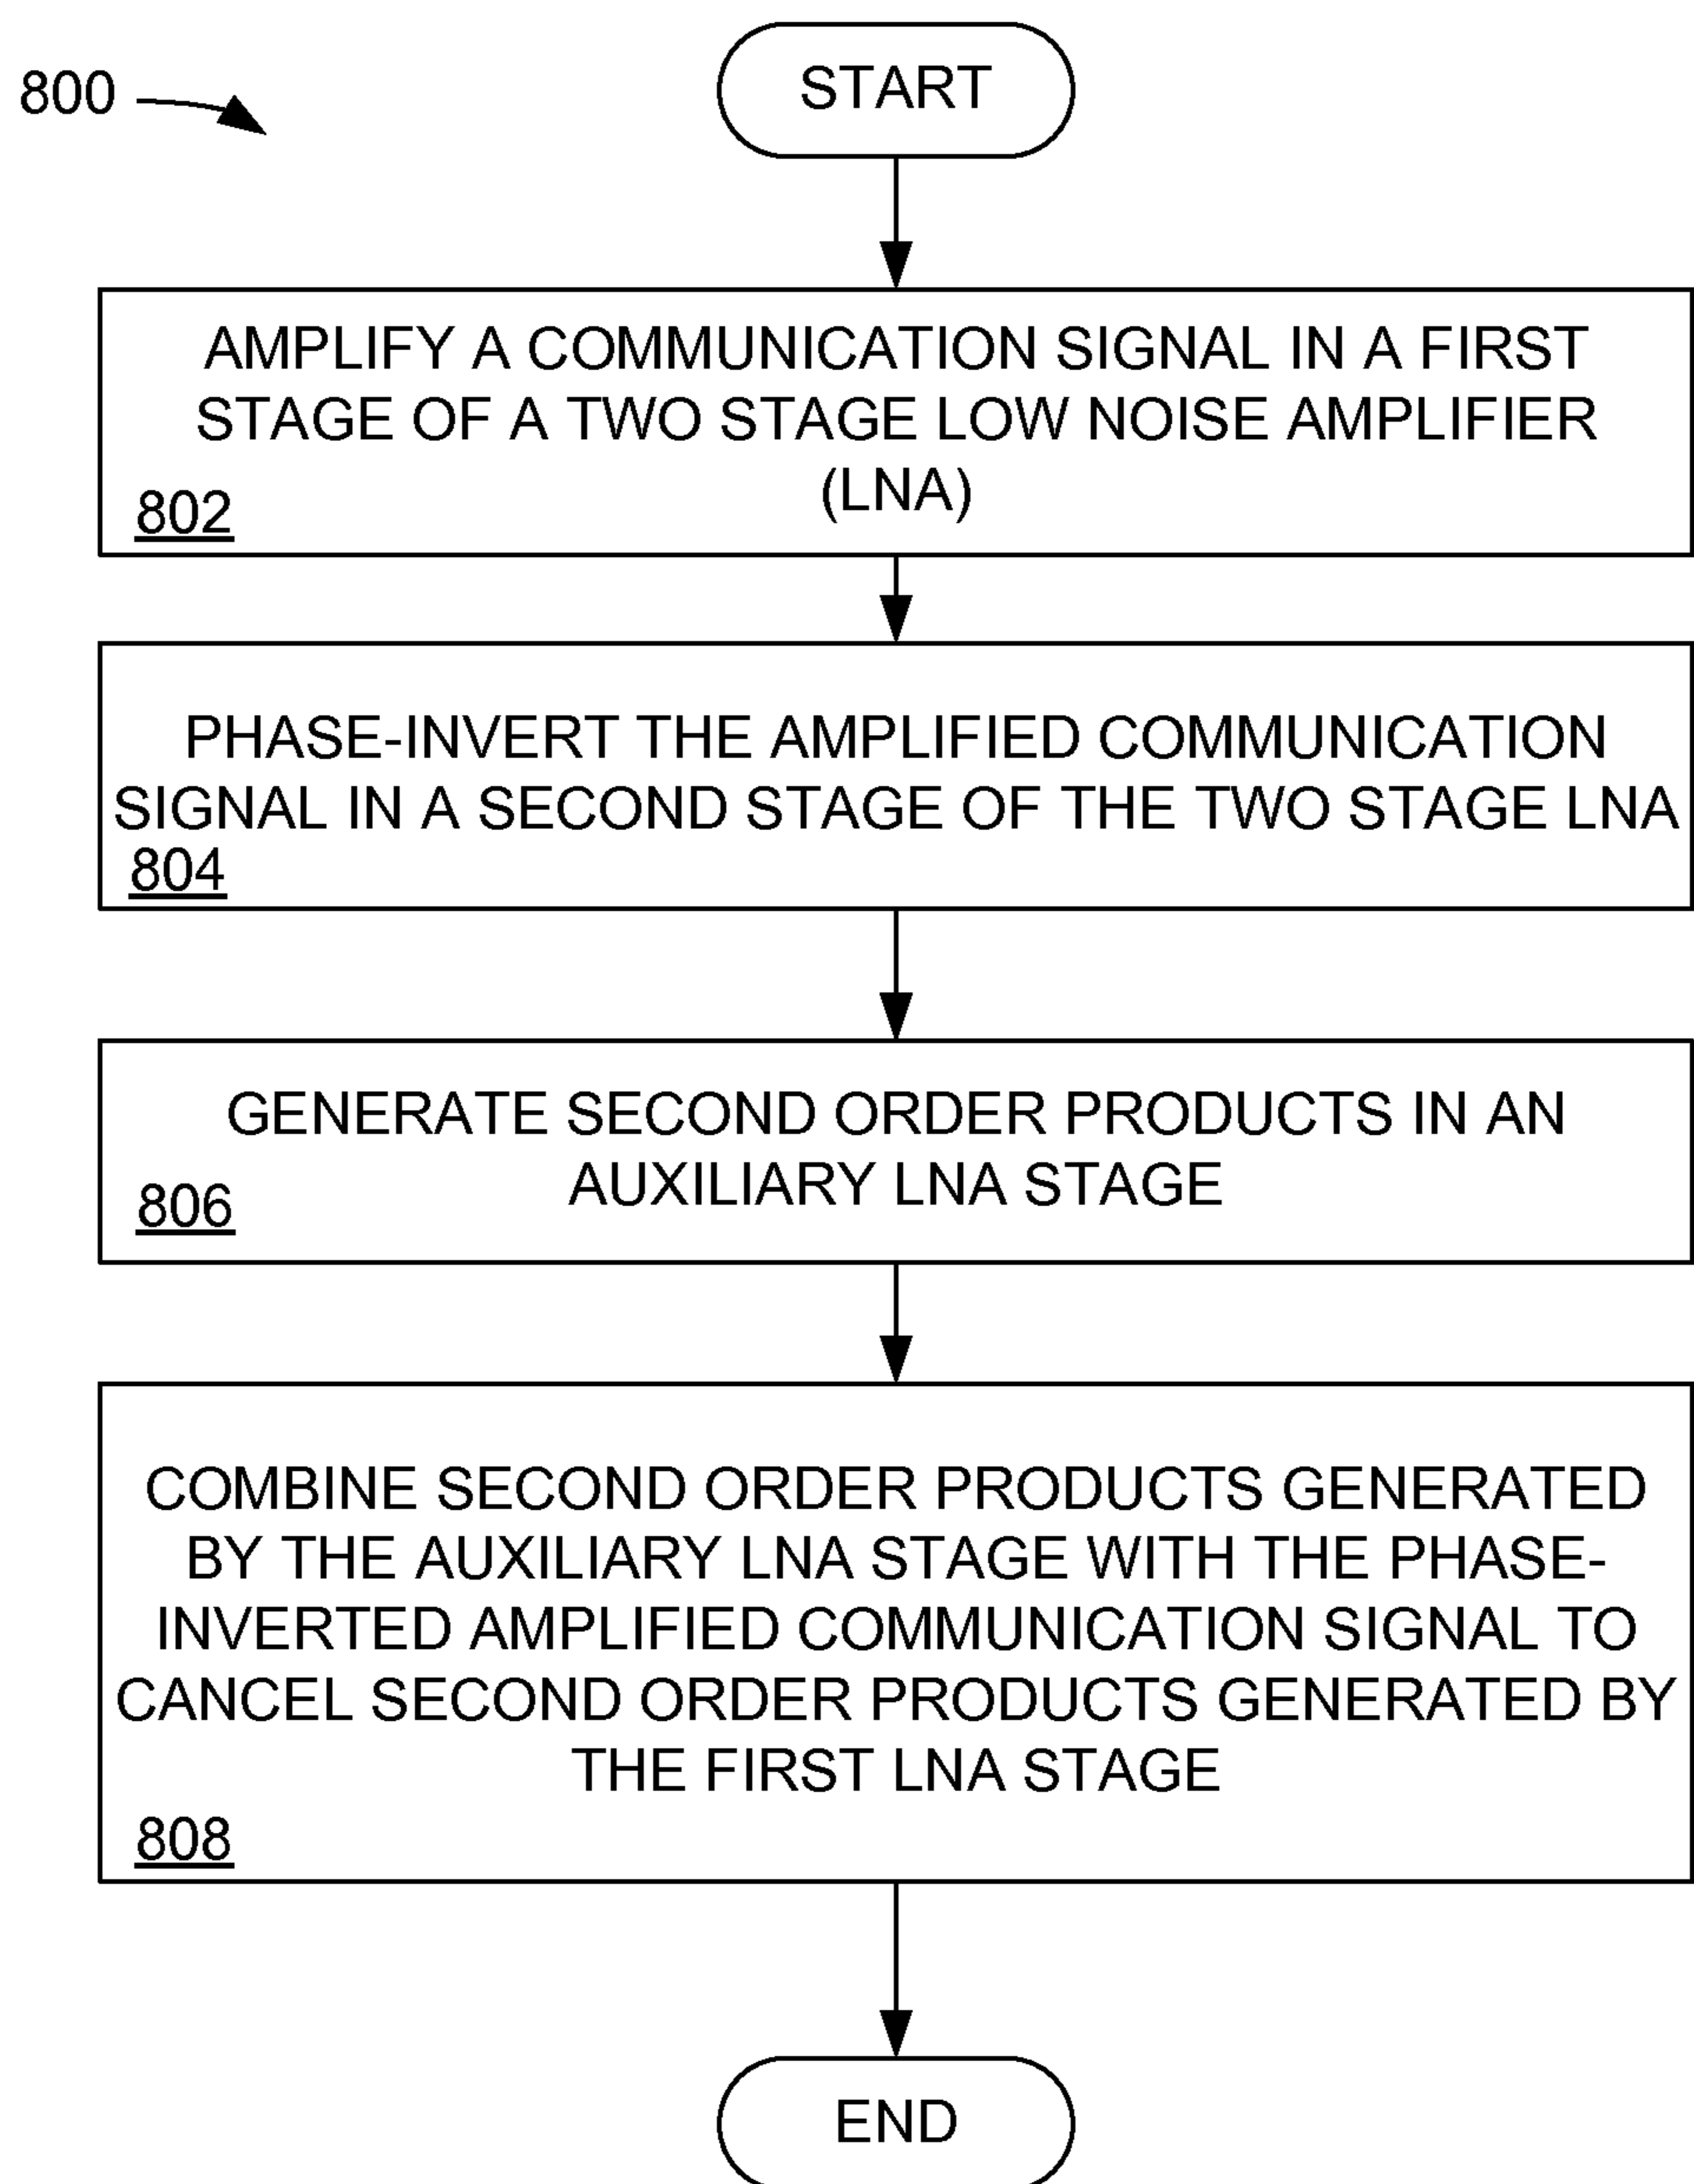 800
START
AMPLIFY A COMMUNICATION SIGNAL IN A FIRST
STAGE OF A TWO STAGE LOW NOISE AMPLIFIER
(LNA)
802
PHASE-INVERT THE AMPLIFIED COMMUNICATION
SIGNAL IN A SECOND STAGE OF THE TWO STAGE LNA
804
GENERATE SECOND ORDER PRODUCTS IN AN
AUXILIARY LNA STAGE
806
COMBINE SECOND ORDER PRODUCTS GENERATED
BY THE AUXILIARY LNA STAGE WITH THE PHASE-
INVERTED AMPLIFIED COMMUNICATION SIGNAL TO
CANCEL SECOND ORDER PRODUCTS GENERATED BY
THE FIRST LNA STAGE
808
END